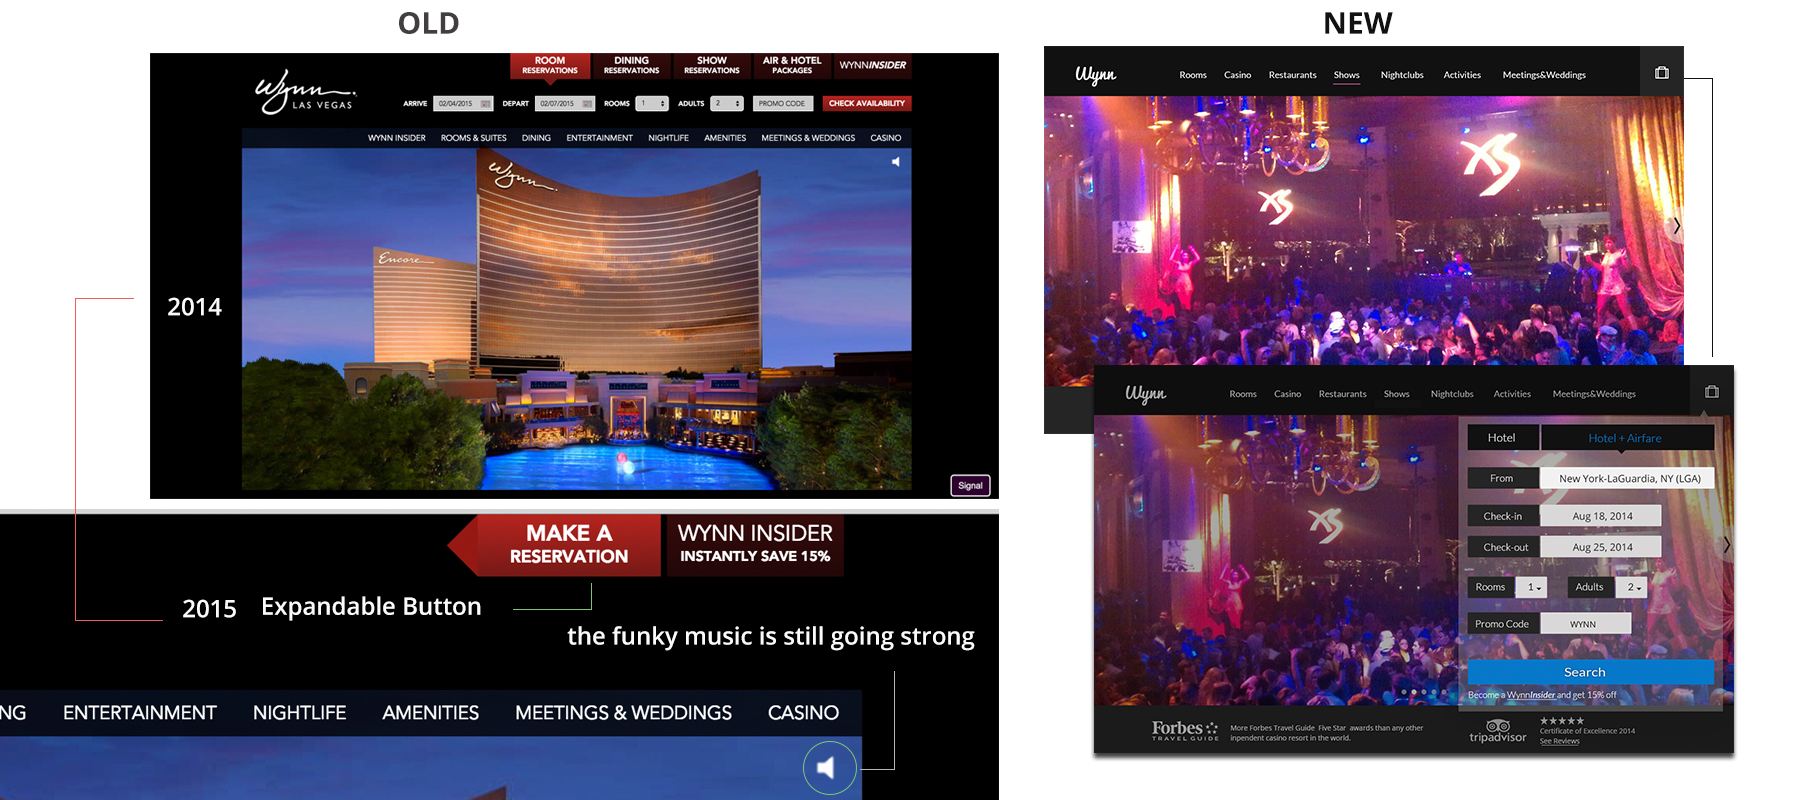 OLD
NEW
Wynn
LAS VEGAS
ROOM
RESERVATIONS
DINING
RESERVATIONS
SHOW
RESERVATIONS
AIR & HOTEL
PACKAGES
WYNNINSIDER
ARRIVE 02/04/2015 DEPART 02/07/2015 ROOMS 1 ADULTS 2 PROMO CODE CHECK AVAILABILITY
WYNN INSIDER ROOMS & SUITES DINING ENTERTAINMENT NIGHTLIFE AMENITIES MEETINGS & WEDDINGS CASINO
Wynn
Encore
2014
Signal
MAKE A
RESERVATION
WYNN INSIDER
INSTANTLY SAVE 15%
2015 Expandable Button
the funky music is still going strong
NG ENTERTAINMENT NIGHTLIFE AMENITIES MEETINGS & WEDDINGS CASINO
Wynn Rooms Casino Restaurants Shows Nightclubs Activities Meetings&Weddings
XS
XS
Wynn Rooms Casino Restaurants Shows Nightclubs Activities Meetings&Weddings
XS
Hotel Hotel + Airfare
From New York-LaGuardia, NY (LGA)
Check-in Aug 18, 2014
Check-out Aug 25, 2014
Rooms 1 Adults 2
Promo Code WYNN
Search
Become a WynnInsider and get 15% off
Forbes
TRAVEL GUIDE
More Forbes Travel Guide Five Star awards than any other
inpendent casino resort in the world.
tripadvisor
Certificate of Excellence 2014
See Reviews